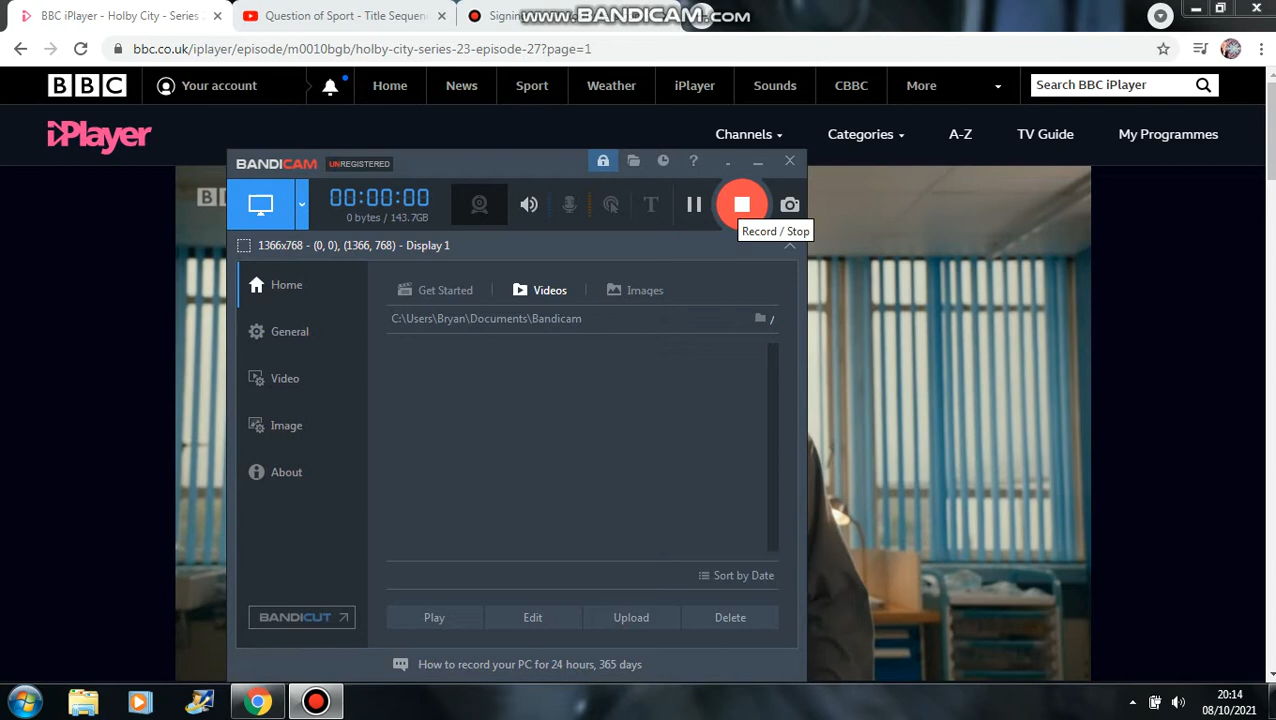 BBC iPlayer - Holby City - Series
Question of Sport - Title Sequen
Signin
www.BANDICAM.com
bbc.co.uk/iplayer/episode/m0010bgb/holby-city-series-23-episode-27?page=1
BBC
Your account
Home
News
Sport
Weather
iPlayer
Sounds
CBBC
More
Search BBC iPlayer
iPlayer
Channels
Categories
A-Z
TV Guide
My Programmes
BANDICAM
UNREGISTERED
?
BB
00:00:00
0 bytes / 143.7GB
T
Record / Stop
1366x768 - (0, 0), (1366, 768) - Display 1
Home
Get Started
Videos
Images
C:\Users\Bryan\Documents\Bandicam
/
General
Video
Image
About
Sort by Date
BANDICUT
Play
Edit
Upload
Delete
How to record your PC for 24 hours, 365 days
20:14
08/10/2021